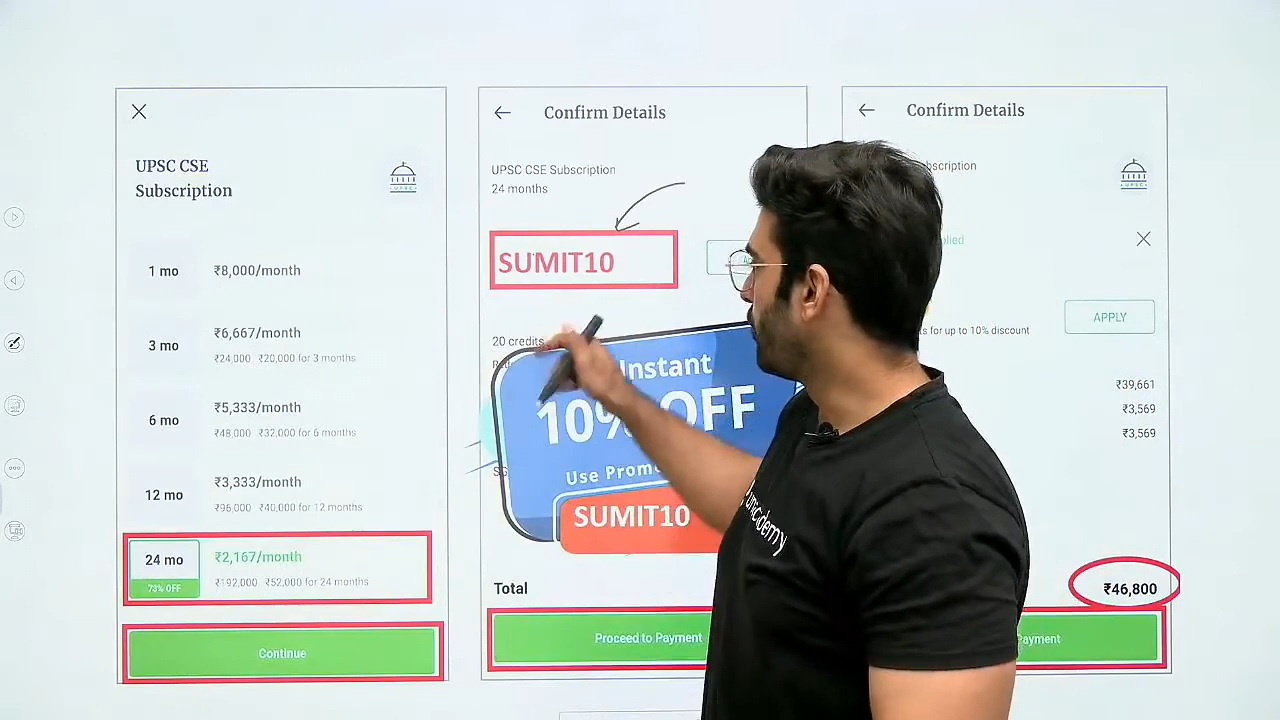 UPSC CSE
Subscription
UPSC
1 mo
₹8,000/month
3 mo
₹6,667/month
₹24,000 ₹20,000 for 3 months
6 mo
₹5,333/month
₹48,000 ₹32,000 for 6 months
12 mo
₹3,333/month
₹96,000 ₹40,000 for 12 months
24 mo
73% OFF
₹2,167/month
₹192,000 ₹52,000 for 24 months
Continue
Confirm Details
UPSC CSE Subscription
24 months
SUMIT10
20 credits
Instant
10% OFF
Use Promo
SUMIT10
Total
Proceed to Payment
Confirm Details
UPSC
APPLY
for up to 10% discount
₹39,661
₹3,569
₹3,569
₹46,800
Payment